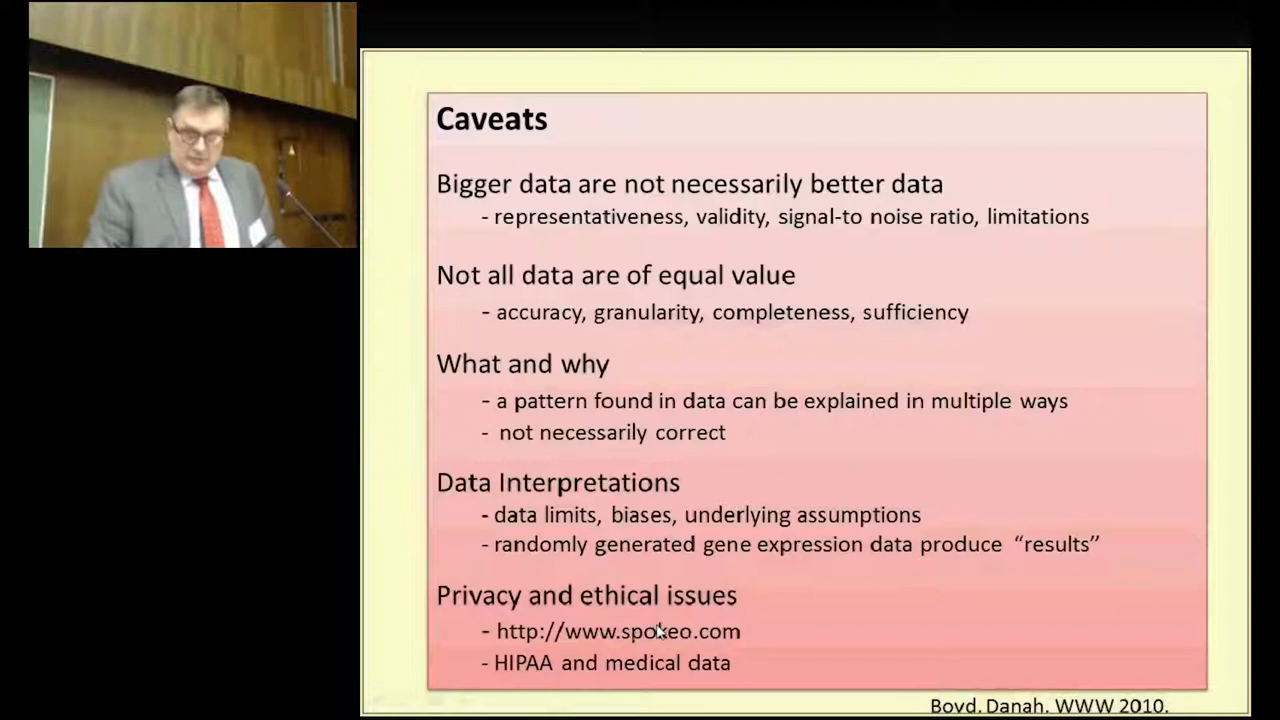 Caveats
Bigger data are not necessarily better data
- representativeness, validity, signal-to noise ratio, limitations
Not all data are of equal value
- accuracy, granularity, completeness, sufficiency
What and why
- a pattern found in data can be explained in multiple ways
- not necessarily correct
Data Interpretations
- data limits, biases, underlying assumptions
- randomly generated gene expression data produce “results”
Privacy and ethical issues
- http://www.spokeo.com
- HIPAA and medical data
Boyd. Danah. WWW 2010.